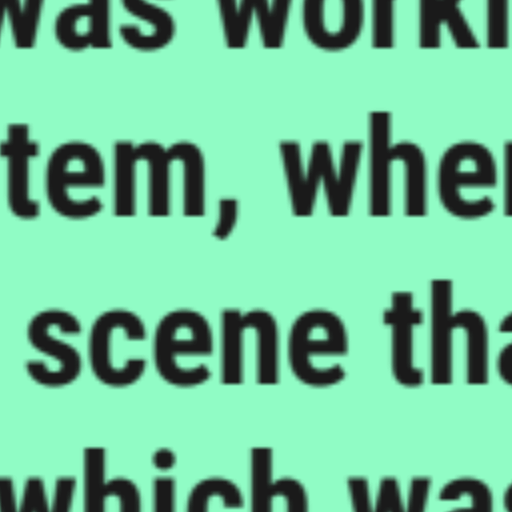 was worki
tem, wher
scene tha
which was